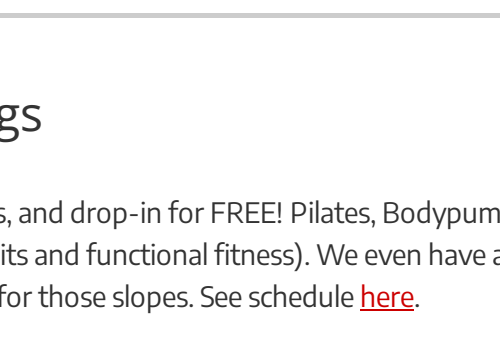 gs
s, and drop-in for FREE! Pilates, Bodypum
its and functional fitness). We even have a
for those slopes. See schedule here.